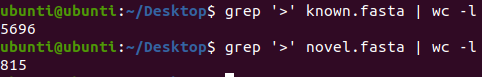 ubunti@ubunti:~/Desktop$ grep '>' known.fasta | wc -l
5696
ubunti@ubunti:~/Desktop$ grep '>' novel.fasta | wc -l
815